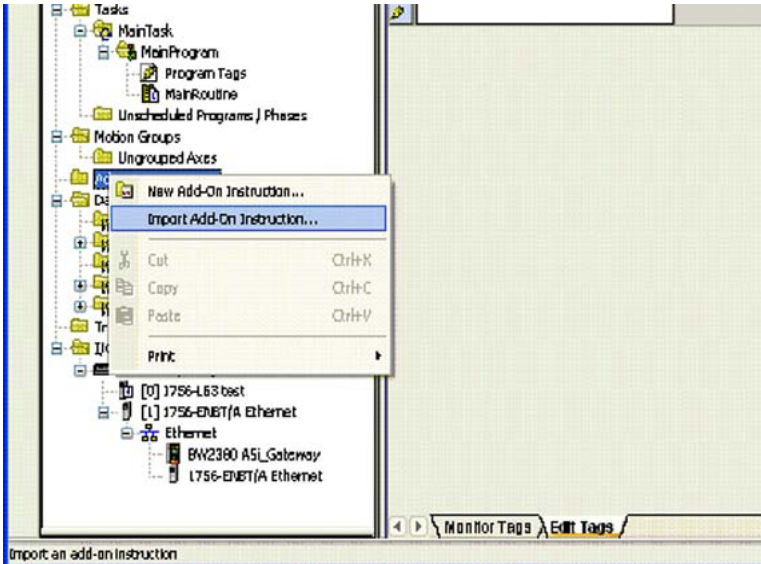 Tasks
MainTask
MainProgram
Program Tags
MainRoutine
Unscheduled Programs / Phases
Motion Groups
Ungrouped Axes
New Add-On Instruction...
Import Add-On Instruction...
Cut Ctrl+X
Copy Ctrl+C
Paste Ctrl+V
Print
[0] 1756-L63 test
[1] 1756-ENBT/A Ethernet
Ethernet
BW2380 ASi_Gateway
1756-ENBT/A Ethernet
Monitor Tags Edit Tags
Import an add-on instruction